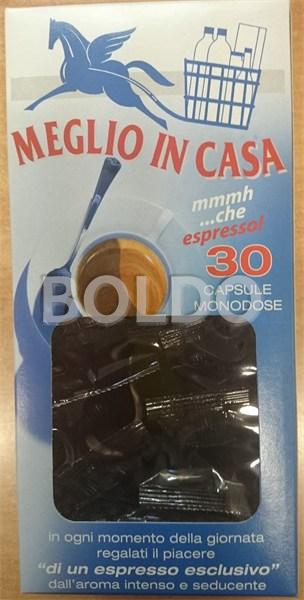 MEGLIO IN CASA
mmmh
...che
espresso!
30
CAPSULE
MONODOSE
BOLDO
in ogni momento della giornata
regalati il piacere
"di un espresso esclusivo"
dall'aroma intenso e seducente